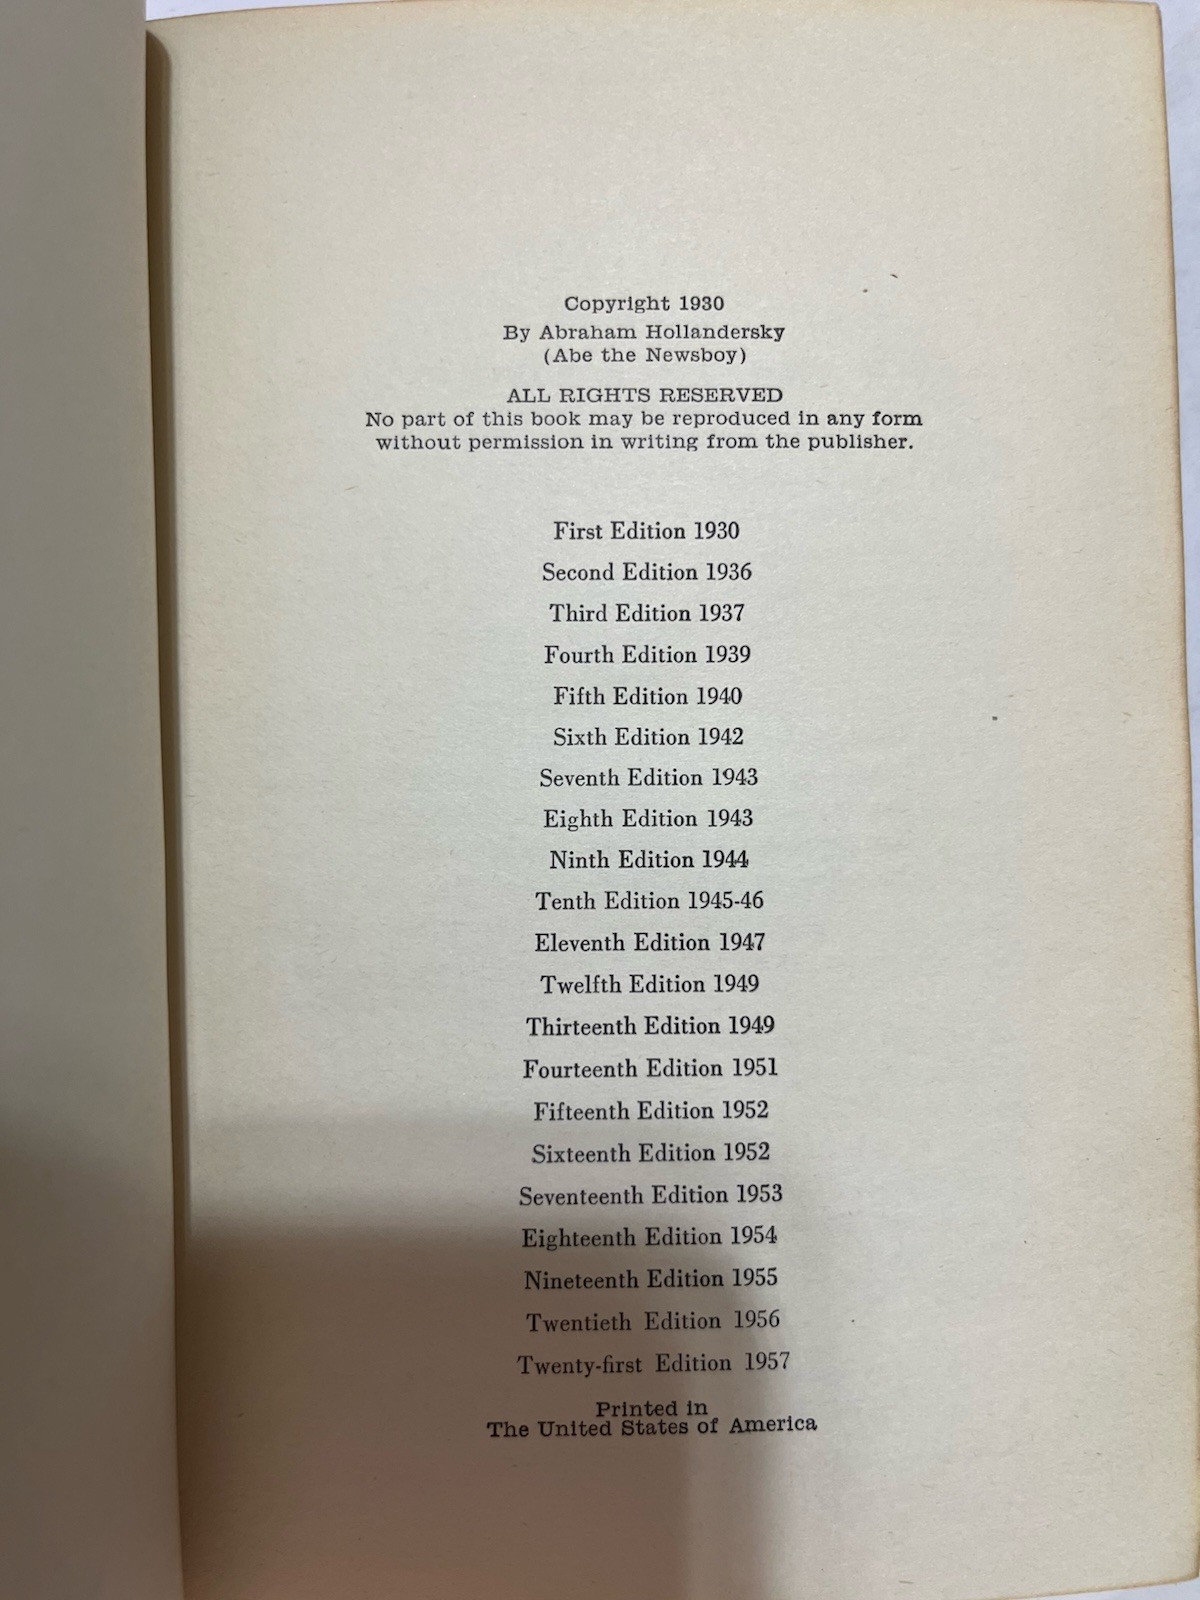 Copyright 1930
By Abraham Hollandersky
(Abe the Newsboy)
ALL RIGHTS RESERVED
No part of this book may be reproduced in any form
without permission in writing from the publisher.
First Edition 1930
Second Edition 1936
Third Edition 1937
Fourth Edition 1939
Fifth Edition 1940
Sixth Edition 1942
Seventh Edition 1943
Eighth Edition 1943
Ninth Edition 1944
Tenth Edition 1945-46
Eleventh Edition 1947
Twelfth Edition 1949
Thirteenth Edition 1949
Fourteenth Edition 1951
Fifteenth Edition 1952
Sixteenth Edition 1952
Seventeenth Edition 1953
Eighteenth Edition 1954
Nineteenth Edition 1955
Twentieth Edition 1956
Twenty-first Edition 1957
Printed in
The United States of America